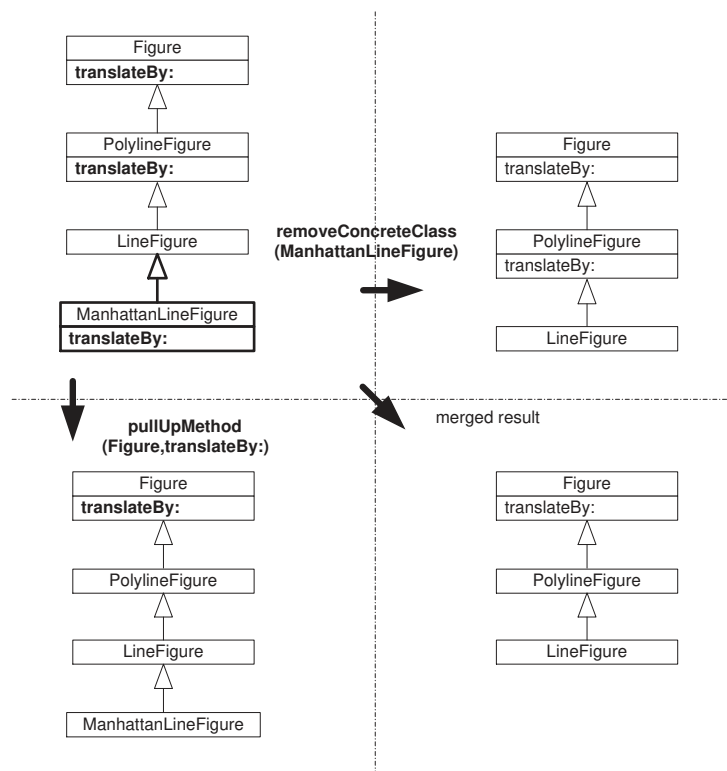 Figure
translateBy:
PolylineFigure
translateBy:
LineFigure
ManhattanLineFigure
translateBy:
removeConcreteClass
(ManhattanLineFigure)
Figure
translateBy:
PolylineFigure
translateBy:
LineFigure
pullUpMethod
(Figure,translateBy:)
Figure
translateBy:
PolylineFigure
LineFigure
ManhattanLineFigure
merged result
Figure
translateBy:
PolylineFigure
LineFigure